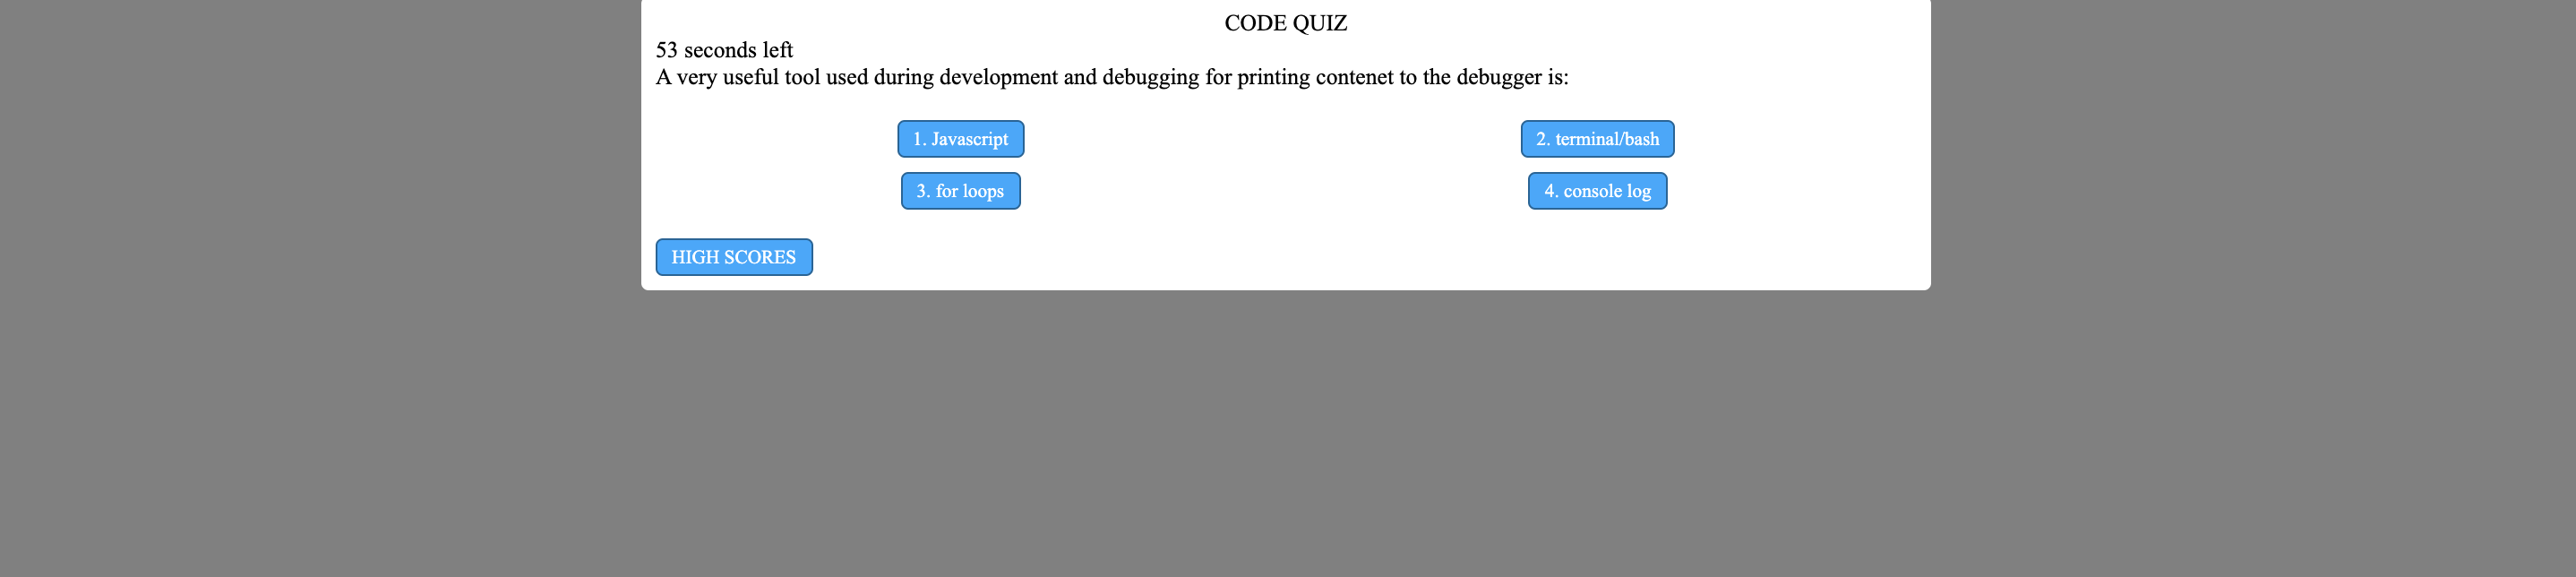 CODE QUIZ
53 seconds left
A very useful tool used during development and debugging for printing contenet to the debugger is:
1. Javascript
2. terminal/bash
3. for loops
4. console log
HIGH SCORES